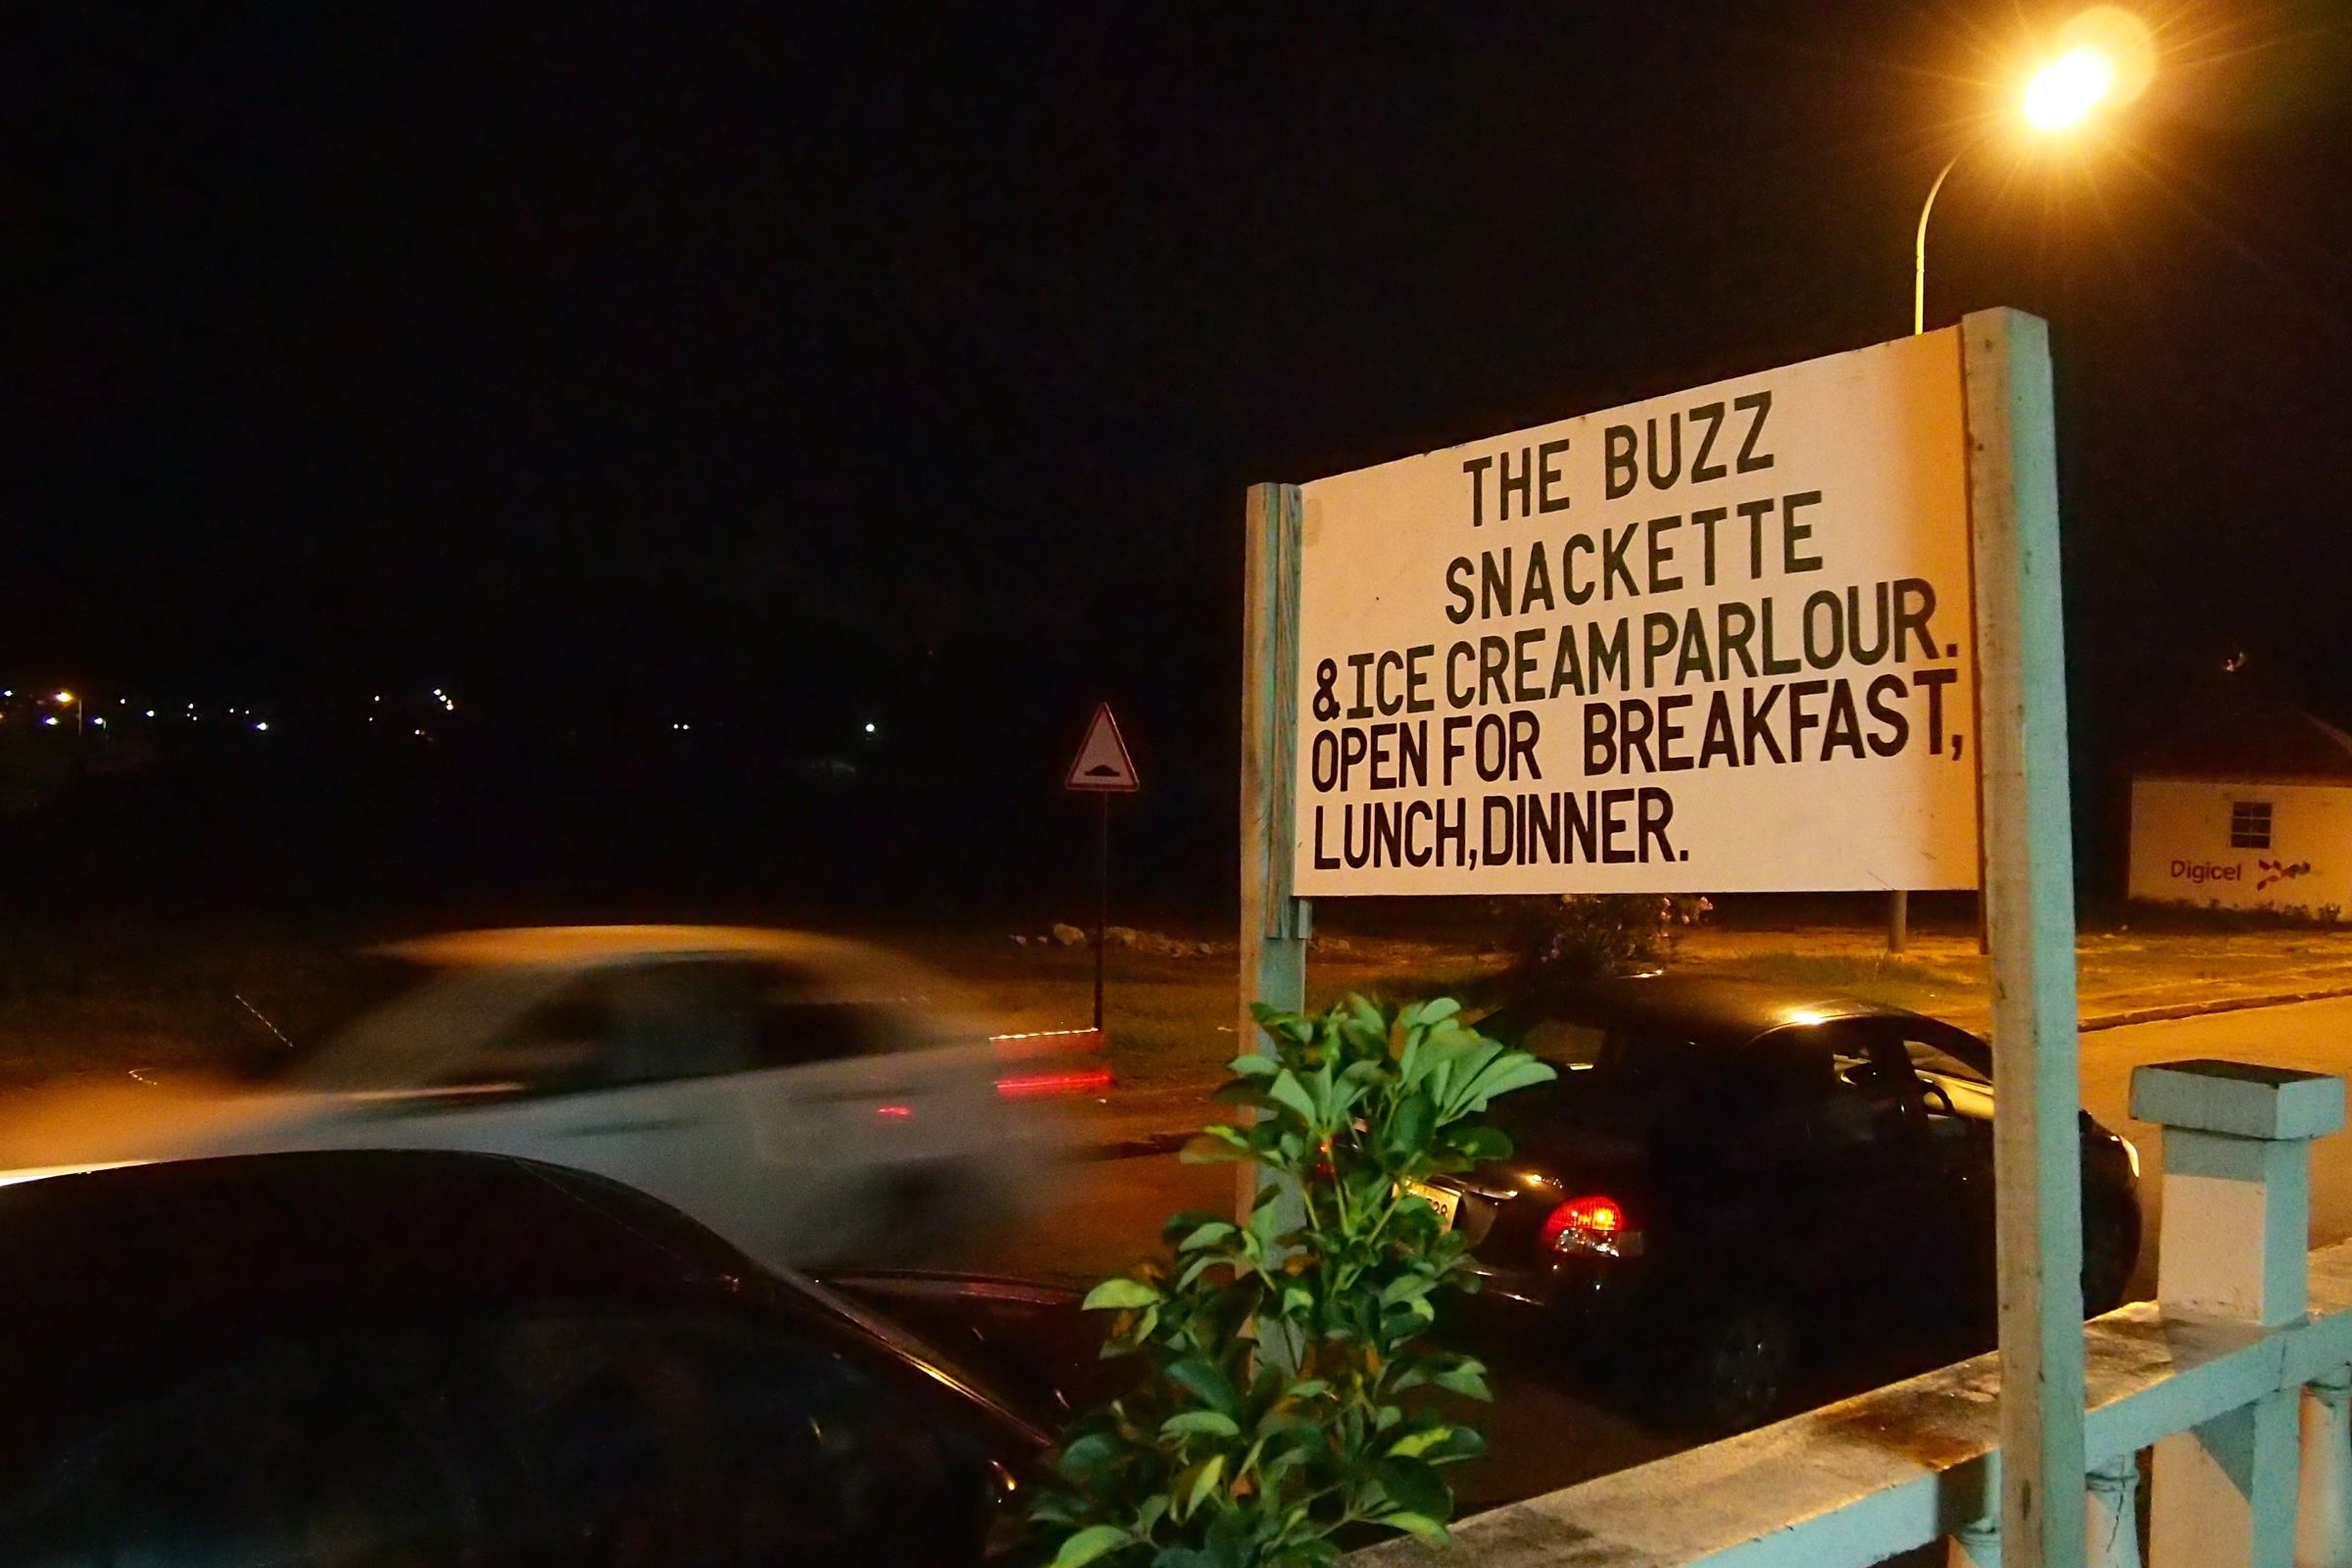 THE BUZZ
SNACKETTE
& ICE CREAM PARLOUR.
OPEN FOR BREAKFAST,
LUNCH, DINNER.
Digicel